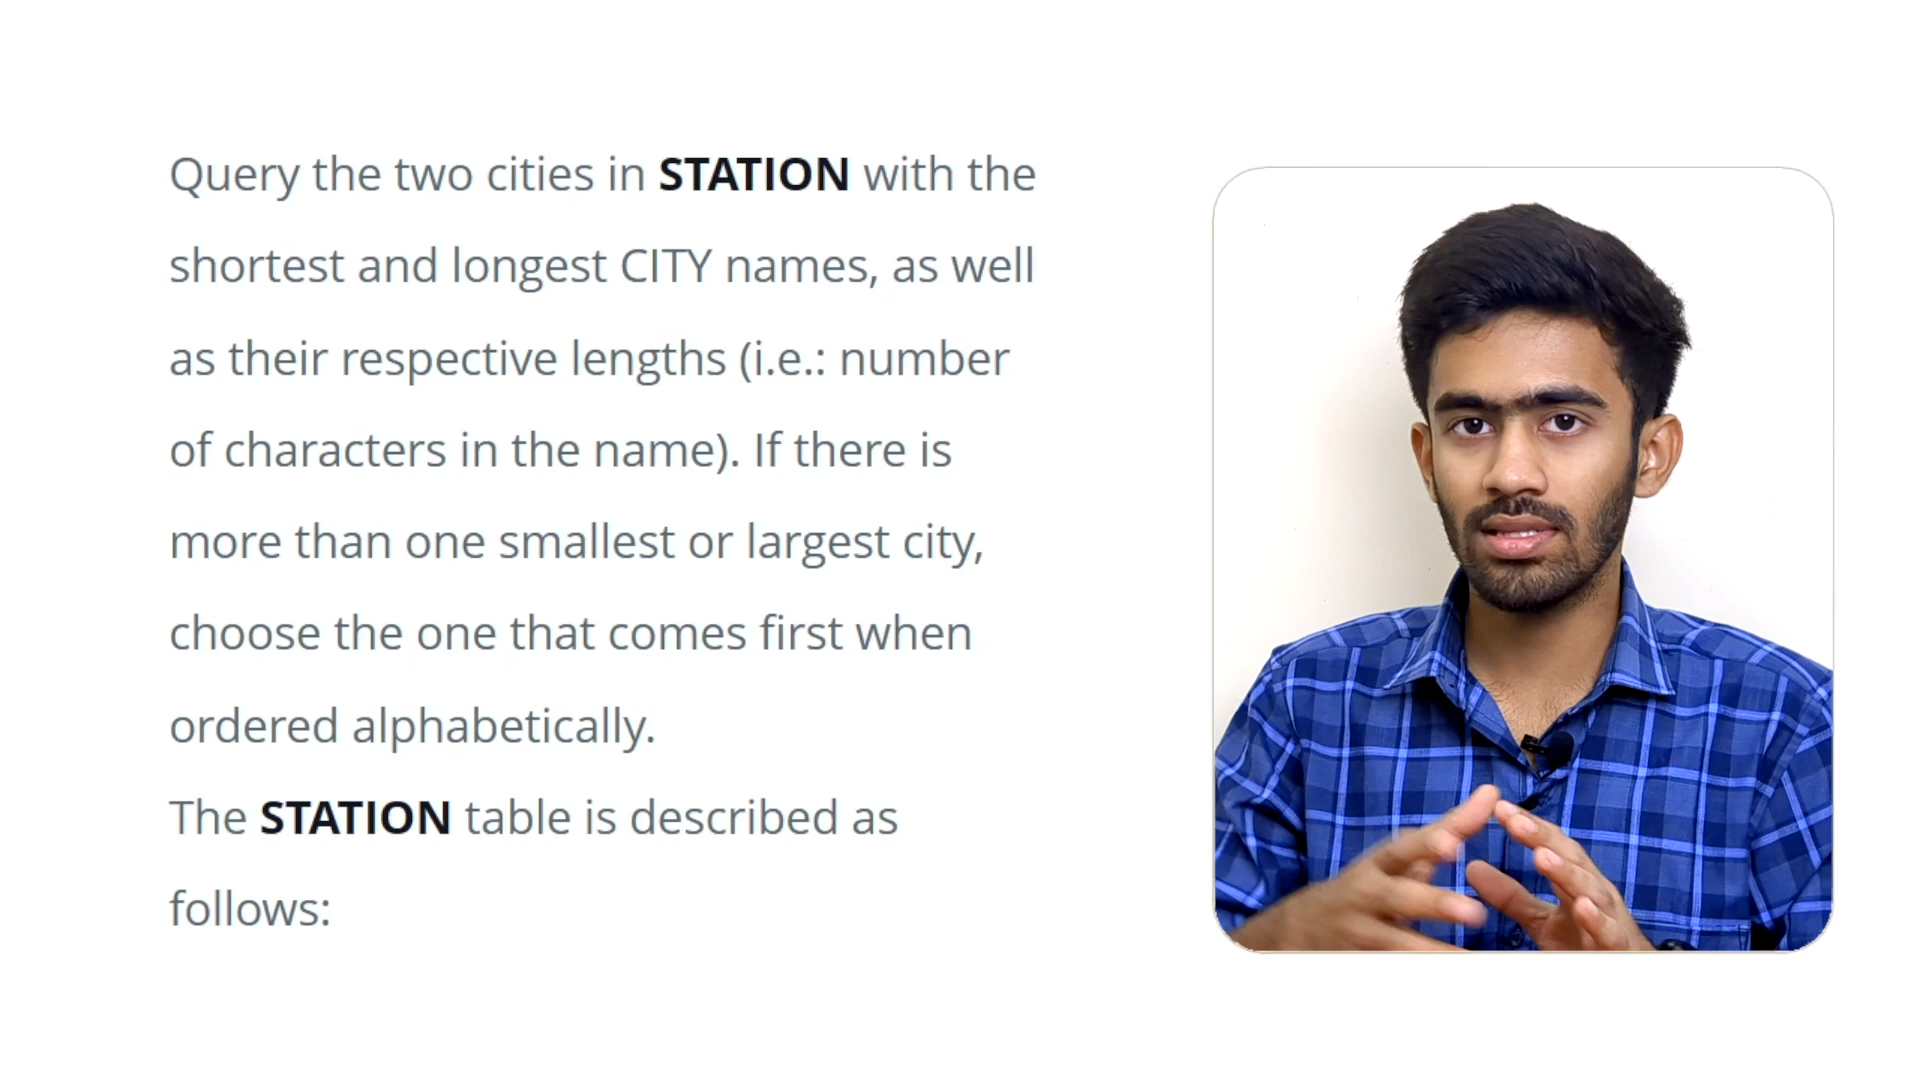 Query the two cities in STATION with the
shortest and longest CITY names, as well
as their respective lengths (i.e.: number
of characters in the name). If there is
more than one smallest or largest city,
choose the one that comes first when
ordered alphabetically.
The STATION table is described as
follows: